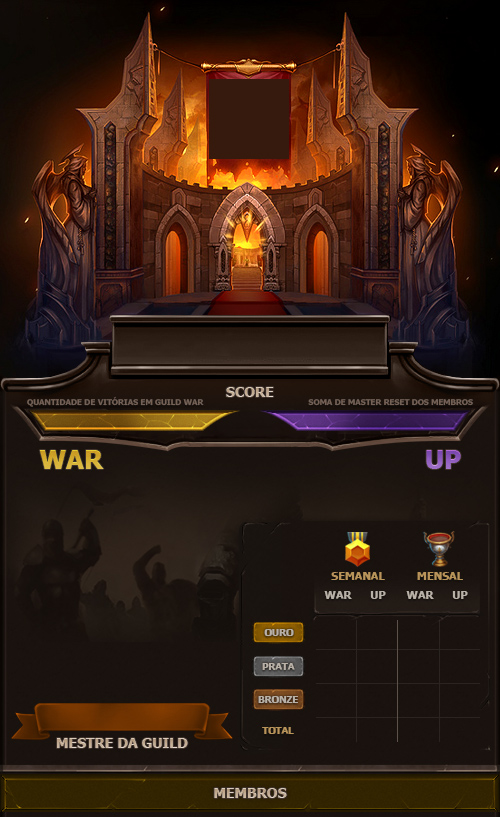 SCORE
QUANTIDADE DE VITÓRIAS EM GUILD WAR
SOMA DE MASTER RESET DOS MEMBROS
WAR
UP
SEMANAL MENSAL
WAR UP WAR UP
OURO
PRATA
BRONZE
TOTAL
MESTRE DA GUILD
MEMBROS